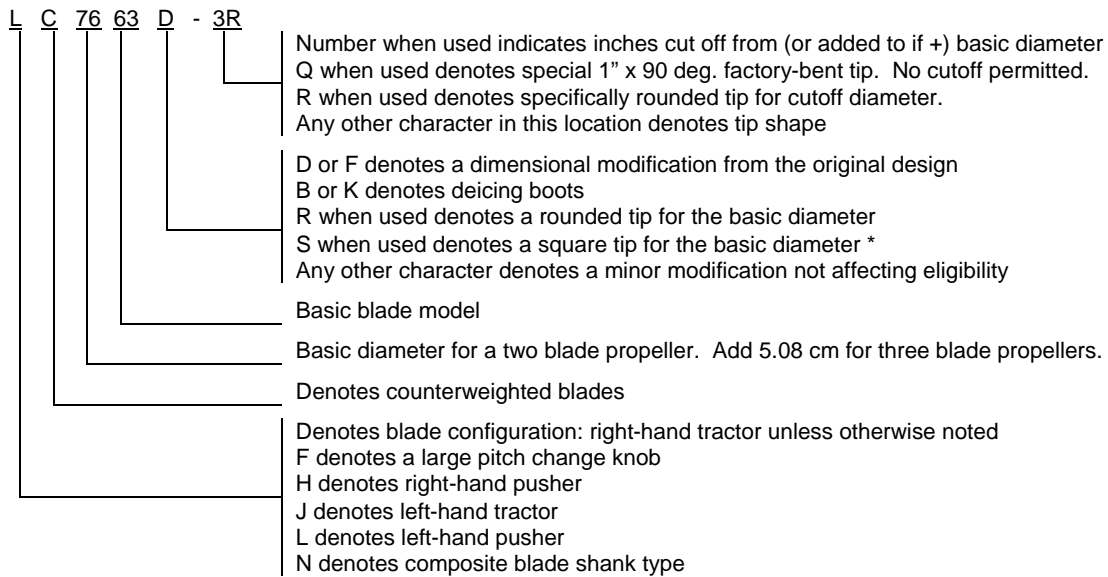 L C 76 63 D - 3R
Number when used indicates inches cut off from (or added to if +) basic diameter
Q when used denotes special 1” x 90 deg. factory-bent tip. No cutoff permitted.
R when used denotes specifically rounded tip for cutoff diameter.
Any other character in this location denotes tip shape
D or F denotes a dimensional modification from the original design
B or K denotes deicing boots
R when used denotes a rounded tip for the basic diameter
S when used denotes a square tip for the basic diameter *
Any other character denotes a minor modification not affecting eligibility
Basic blade model
Basic diameter for a two blade propeller. Add 5.08 cm for three blade propellers.
Denotes counterweighted blades
Denotes blade configuration: right-hand tractor unless otherwise noted
F denotes a large pitch change knob
H denotes right-hand pusher
J denotes left-hand tractor
L denotes left-hand pusher
N denotes composite blade shank type